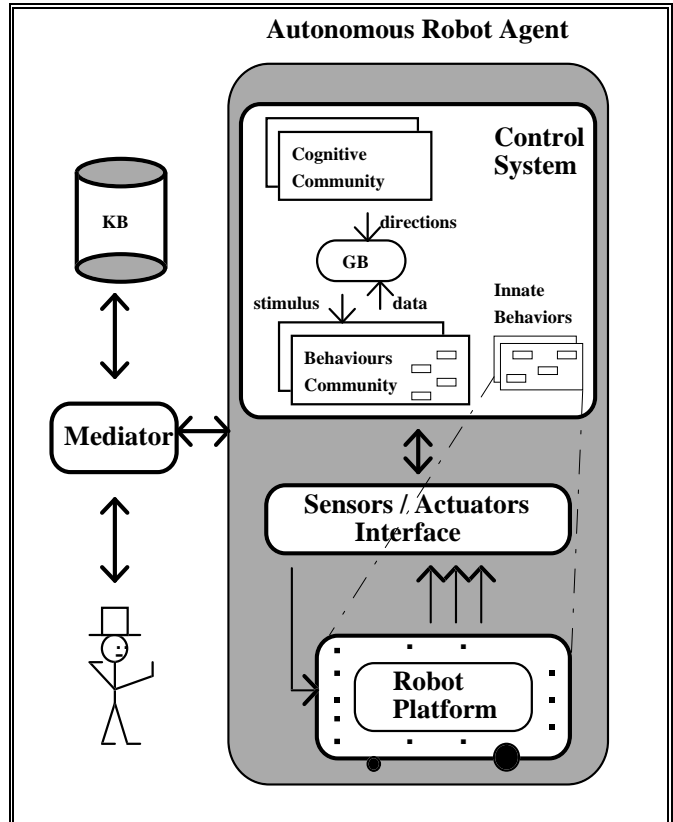 Autonomous Robot Agent
Control
System
Cognitive
Community
KB
directions
GB
stimulus
data
Innate
Behaviors
Behaviours
Community
Mediator
Sensors / Actuators
Interface
Robot
Platform